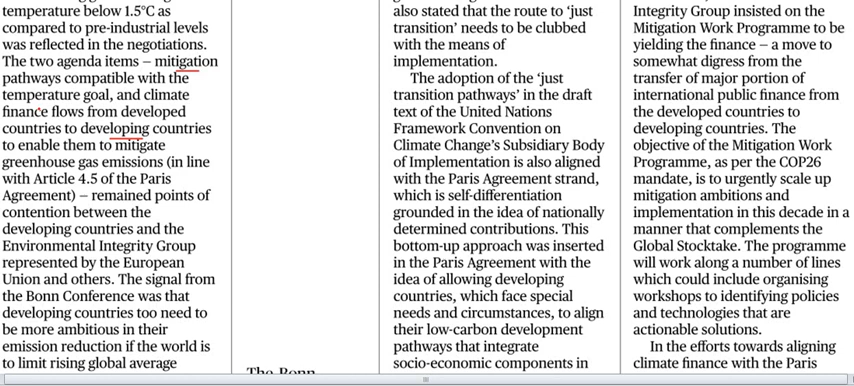 temperature below 1.5°C as
compared to pre-industrial levels
was reflected in the negotiations.
The two agenda items – mitigation
pathways compatible with the
temperature goal, and climate
finance flows from developed
countries to developing countries
to enable them to mitigate
greenhouse gas emissions (in line
with Article 4.5 of the Paris
Agreement) – remained points of
contention between the
developing countries and the
Environmental Integrity Group
represented by the European
Union and others. The signal from
the Bonn Conference was that
developing countries too need to
be more ambitious in their
emission reduction if the world is
to limit rising global average
The Bonn
also stated that the route to ‘just
transition’ needs to be clubbed
with the means of
implementation.
The adoption of the ‘just
transition pathways’ in the draft
text of the United Nations
Framework Convention on
Climate Change’s Subsidiary Body
of Implementation is also aligned
with the Paris Agreement strand,
which is self-differentiation
grounded in the idea of nationally
determined contributions. This
bottom-up approach was inserted
in the Paris Agreement with the
idea of allowing developing
countries, which face special
needs and circumstances, to align
their low-carbon development
pathways that integrate
socio-economic components in
Integrity Group insisted on the
Mitigation Work Programme to be
yielding the finance – a move to
somewhat digress from the
transfer of major portion of
international public finance from
the developed countries to
developing countries. The
objective of the Mitigation Work
Programme, as per the COP26
mandate, is to urgently scale up
mitigation ambitions and
implementation in this decade in a
manner that complements the
Global Stocktake. The programme
will work along a number of lines
which could include organising
workshops to identifying policies
and technologies that are
actionable solutions.
In the efforts towards aligning
climate finance with the Paris